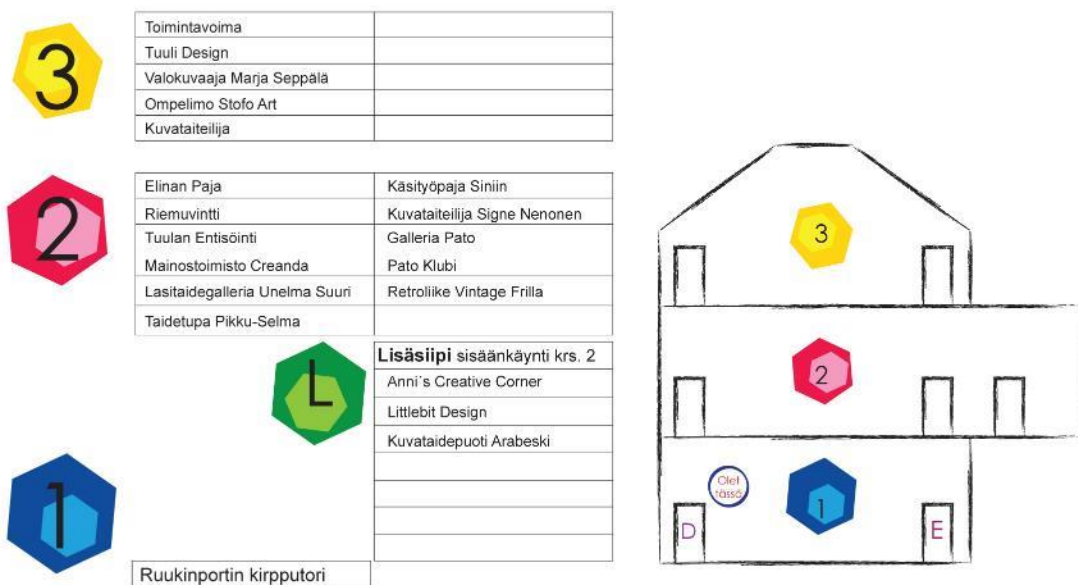 3
Toimintavoima
Tuuli Design
Valokuvaaja Marja Seppälä
Ompelimo Stofo Art
Kuvataiteilija
2
Elinan Paja
Käsityöpaja Siniin
Riemuvintti
Kuvataiteilija Signe Nenonen
Tuulan Entisöinti
Galleria Pato
Mainostoimisto Creanda
Pato Klubi
Lasitaidegalleria Unelma Suuri
Retroliike Vintage Frilla
Taidetupa Pikku-Selma
L
Lisäsiipi sisäänkäynti krs. 2
Anni´s Creative Corner
Littlebit Design
Kuvataidepuoti Arabeski
1
Ruukinportin kirpputori
3
2
Olet
tässä
1
D
E